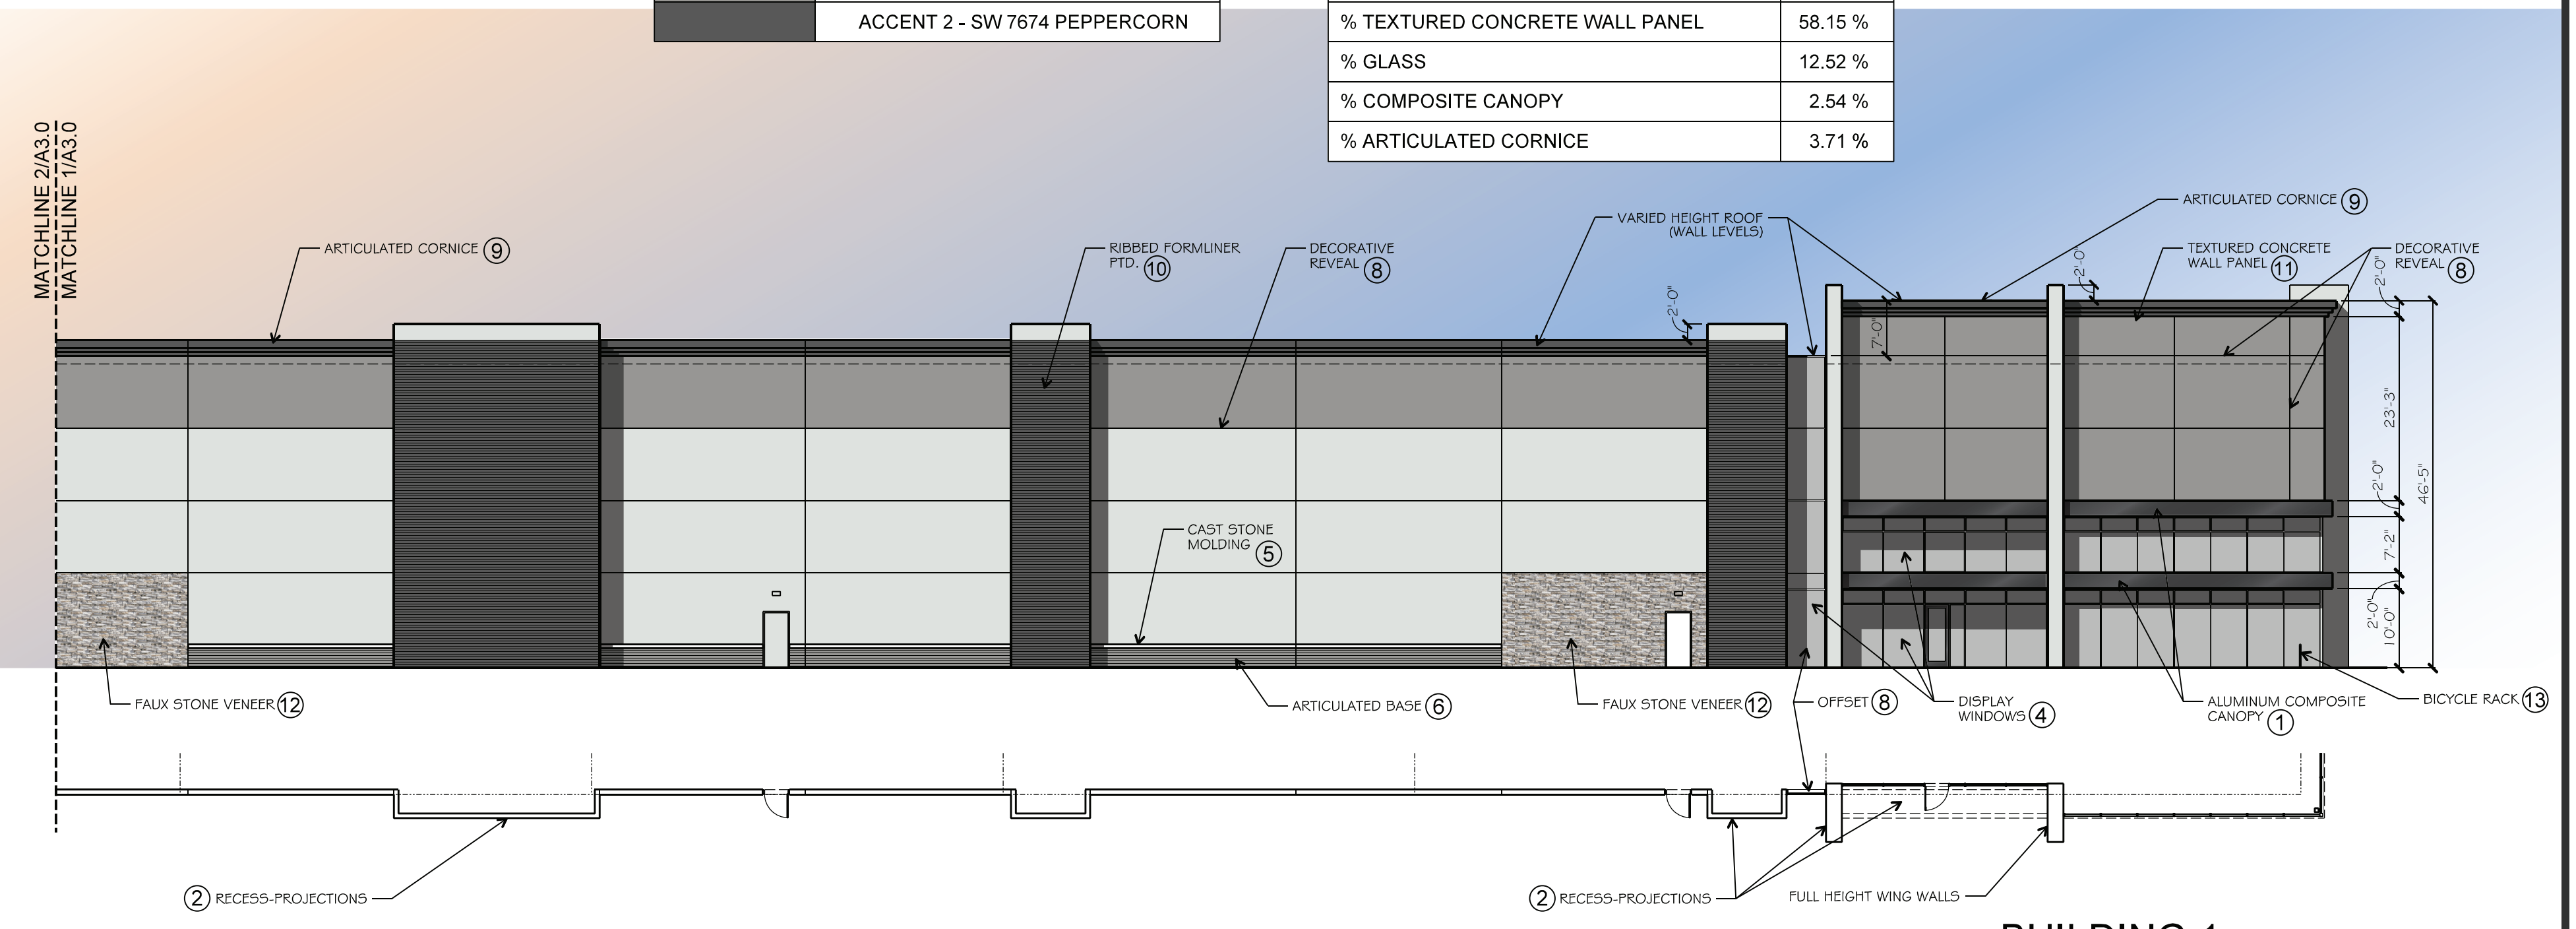 ACCENT 2 - SW 7674 PEPPERCORN
% TEXTURED CONCRETE WALL PANEL 58.15 %
% GLASS 12.52 %
% COMPOSITE CANOPY 2.54 %
% ARTICULATED CORNICE 3.71 %
MATCHLINE 2/A3.0
MATCHLINE 1/A3.0
ARTICULATED CORNICE 9
RIBBED FORMLINER
PTD. 10
DECORATIVE
REVEAL 8
VARIED HEIGHT ROOF
(WALL LEVELS)
ARTICULATED CORNICE 9
TEXTURED CONCRETE
WALL PANEL 11
DECORATIVE
REVEAL 8
2'-0"
7'-0"
2'-0"
2'-0"
23'-3"
2'-0"
46'-5"
7'-2"
2'-0"
10'-0"
CAST STONE
MOLDING 5
FAUX STONE VENEER 12
ARTICULATED BASE 6
FAUX STONE VENEER 12
OFFSET 8
DISPLAY
WINDOWS 4
ALUMINUM COMPOSITE
CANOPY 1
BICYCLE RACK 13
2 RECESS-PROJECTIONS
2 RECESS-PROJECTIONS
FULL HEIGHT WING WALLS
BUILDING 1